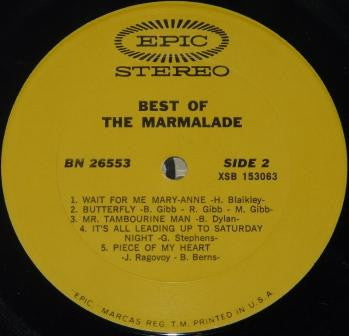 EPIC
STEREO
BEST OF
THE MARMALADE
BN 26553 SIDE 2
XSB 153063
1. WAIT FOR ME MARY-ANNE -H. Blaikley-
2. BUTTERFLY -B. Gibb - R. Gibb - M. Gibb-
3. MR. TAMBOURINE MAN -B. Dylan-
4. IT'S ALL LEADING UP TO SATURDAY
NIGHT -G. Stephens-
5. PIECE OF MY HEART
-J. Ragovoy - B. Berns-
"EPIC," MARCAS REG. T.M. PRINTED IN U.S.A.